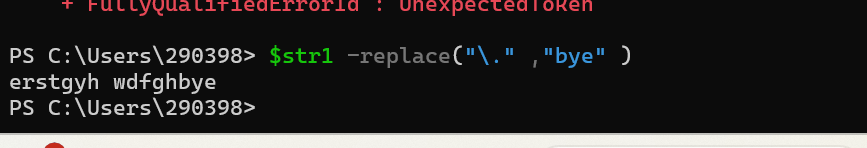 + FullyQualifiedErrorId : UnexpectedToken
PS C:\Users\290398> $str1 -replace("\." ,"bye" )
erstgyh wdfghbye
PS C:\Users\290398>